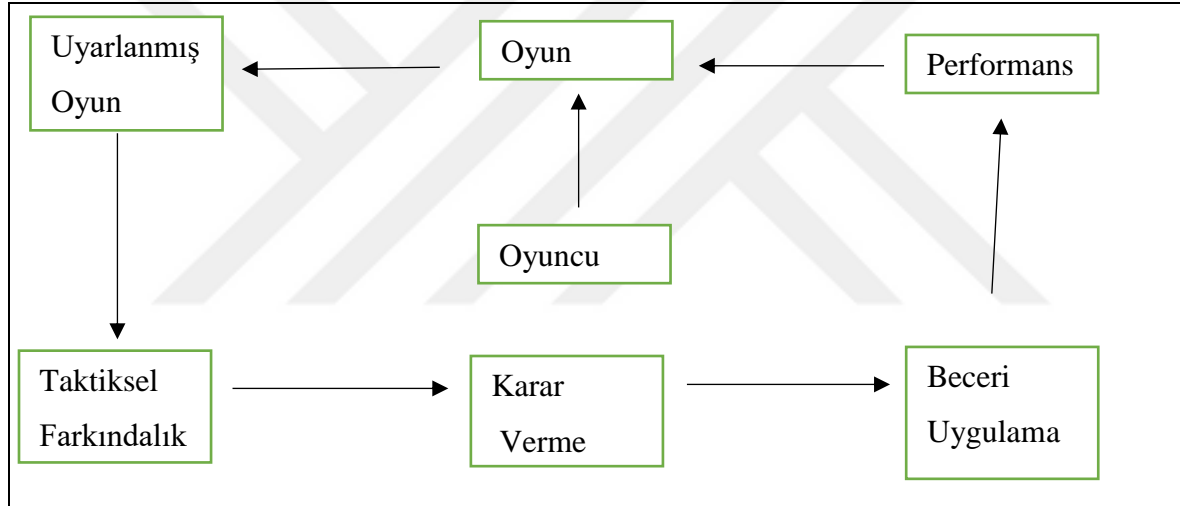 Uyarlanmış
Oyun
Oyun
Performans
Oyuncu
Taktiksel
Farkındalık
Karar
Verme
Beceri
Uygulama